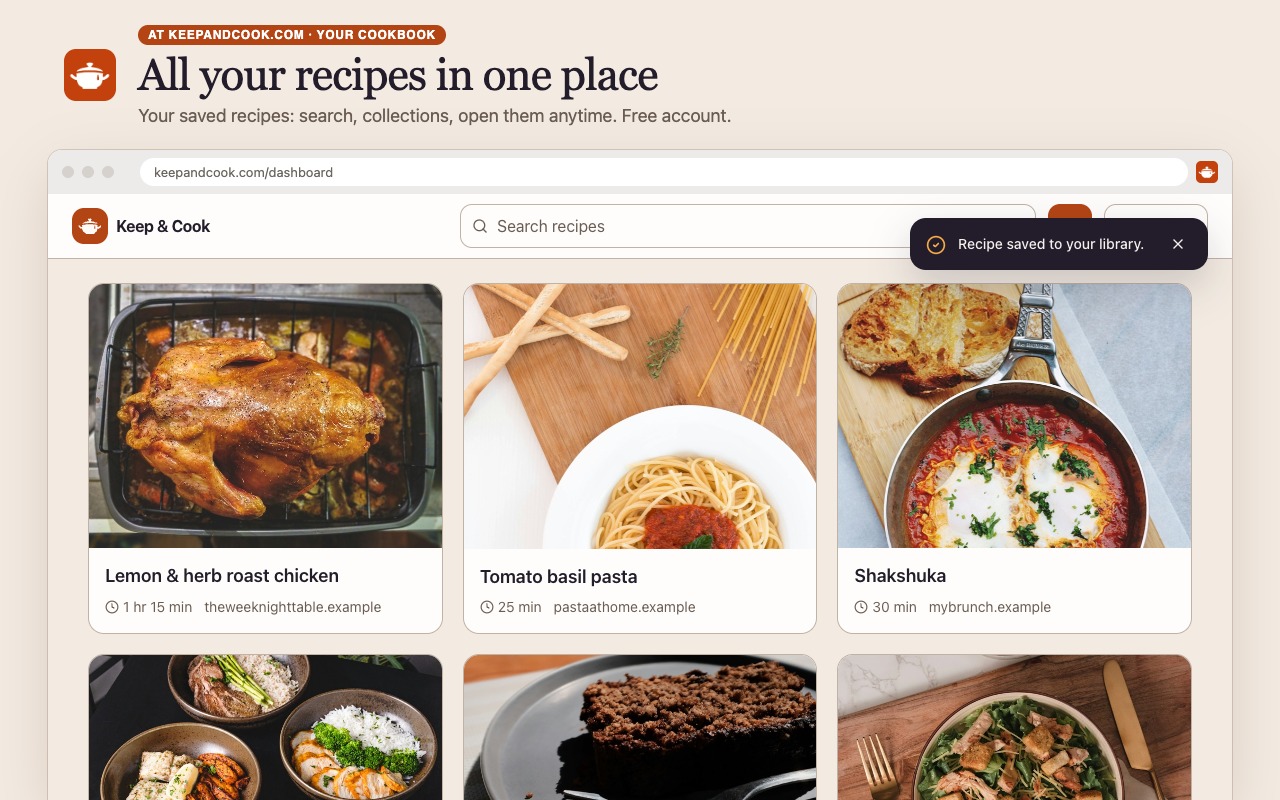 AT KEEPANDCOOK.COM · YOUR COOKBOOK
All your recipes in one place
Your saved recipes: search, collections, open them anytime. Free account.
keepandcook.com/dashboard
Keep & Cook
Search recipes
Recipe saved to your library.
Lemon & herb roast chicken
1 hr 15 min theweeknighttable.example
Tomato basil pasta
25 min pastaathome.example
Shakshuka
30 min mybrunch.example